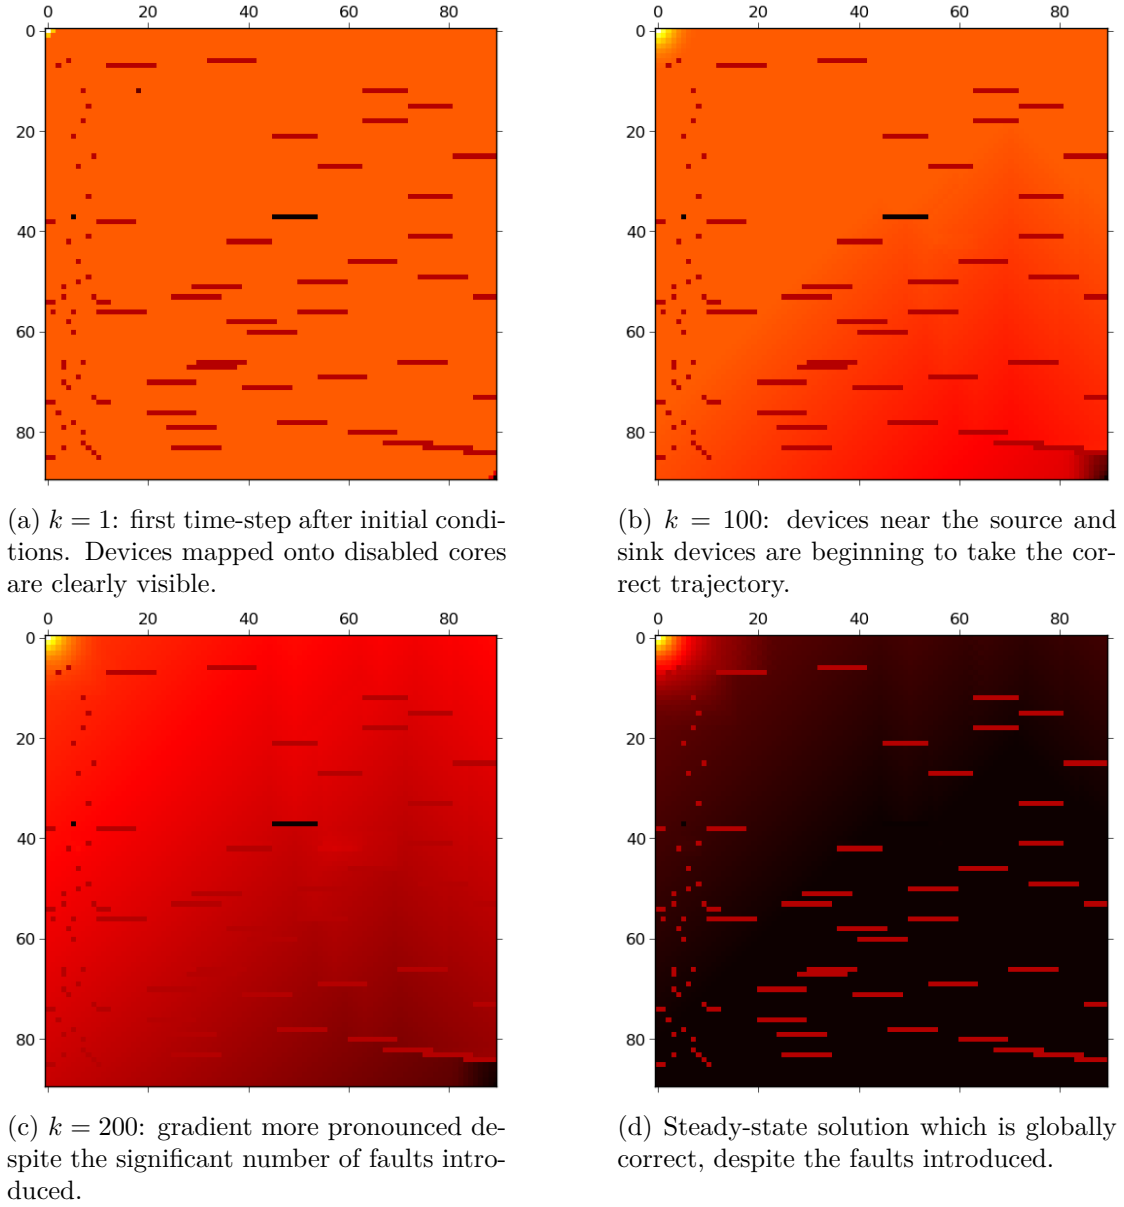 0 20 40 60 80
0
20
40
60
80
(a) k = 1: first time-step after initial condi-
tions. Devices mapped onto disabled cores
are clearly visible.
0 20 40 60 80
0
20
40
60
80
(b) k = 100: devices near the source and
sink devices are beginning to take the cor-
rect trajectory.
0 20 40 60 80
0
20
40
60
80
(c) k = 200: gradient more pronounced de-
spite the significant number of faults intro-
duced.
0 20 40 60 80
0
20
40
60
80
(d) Steady-state solution which is globally
correct, despite the faults introduced.